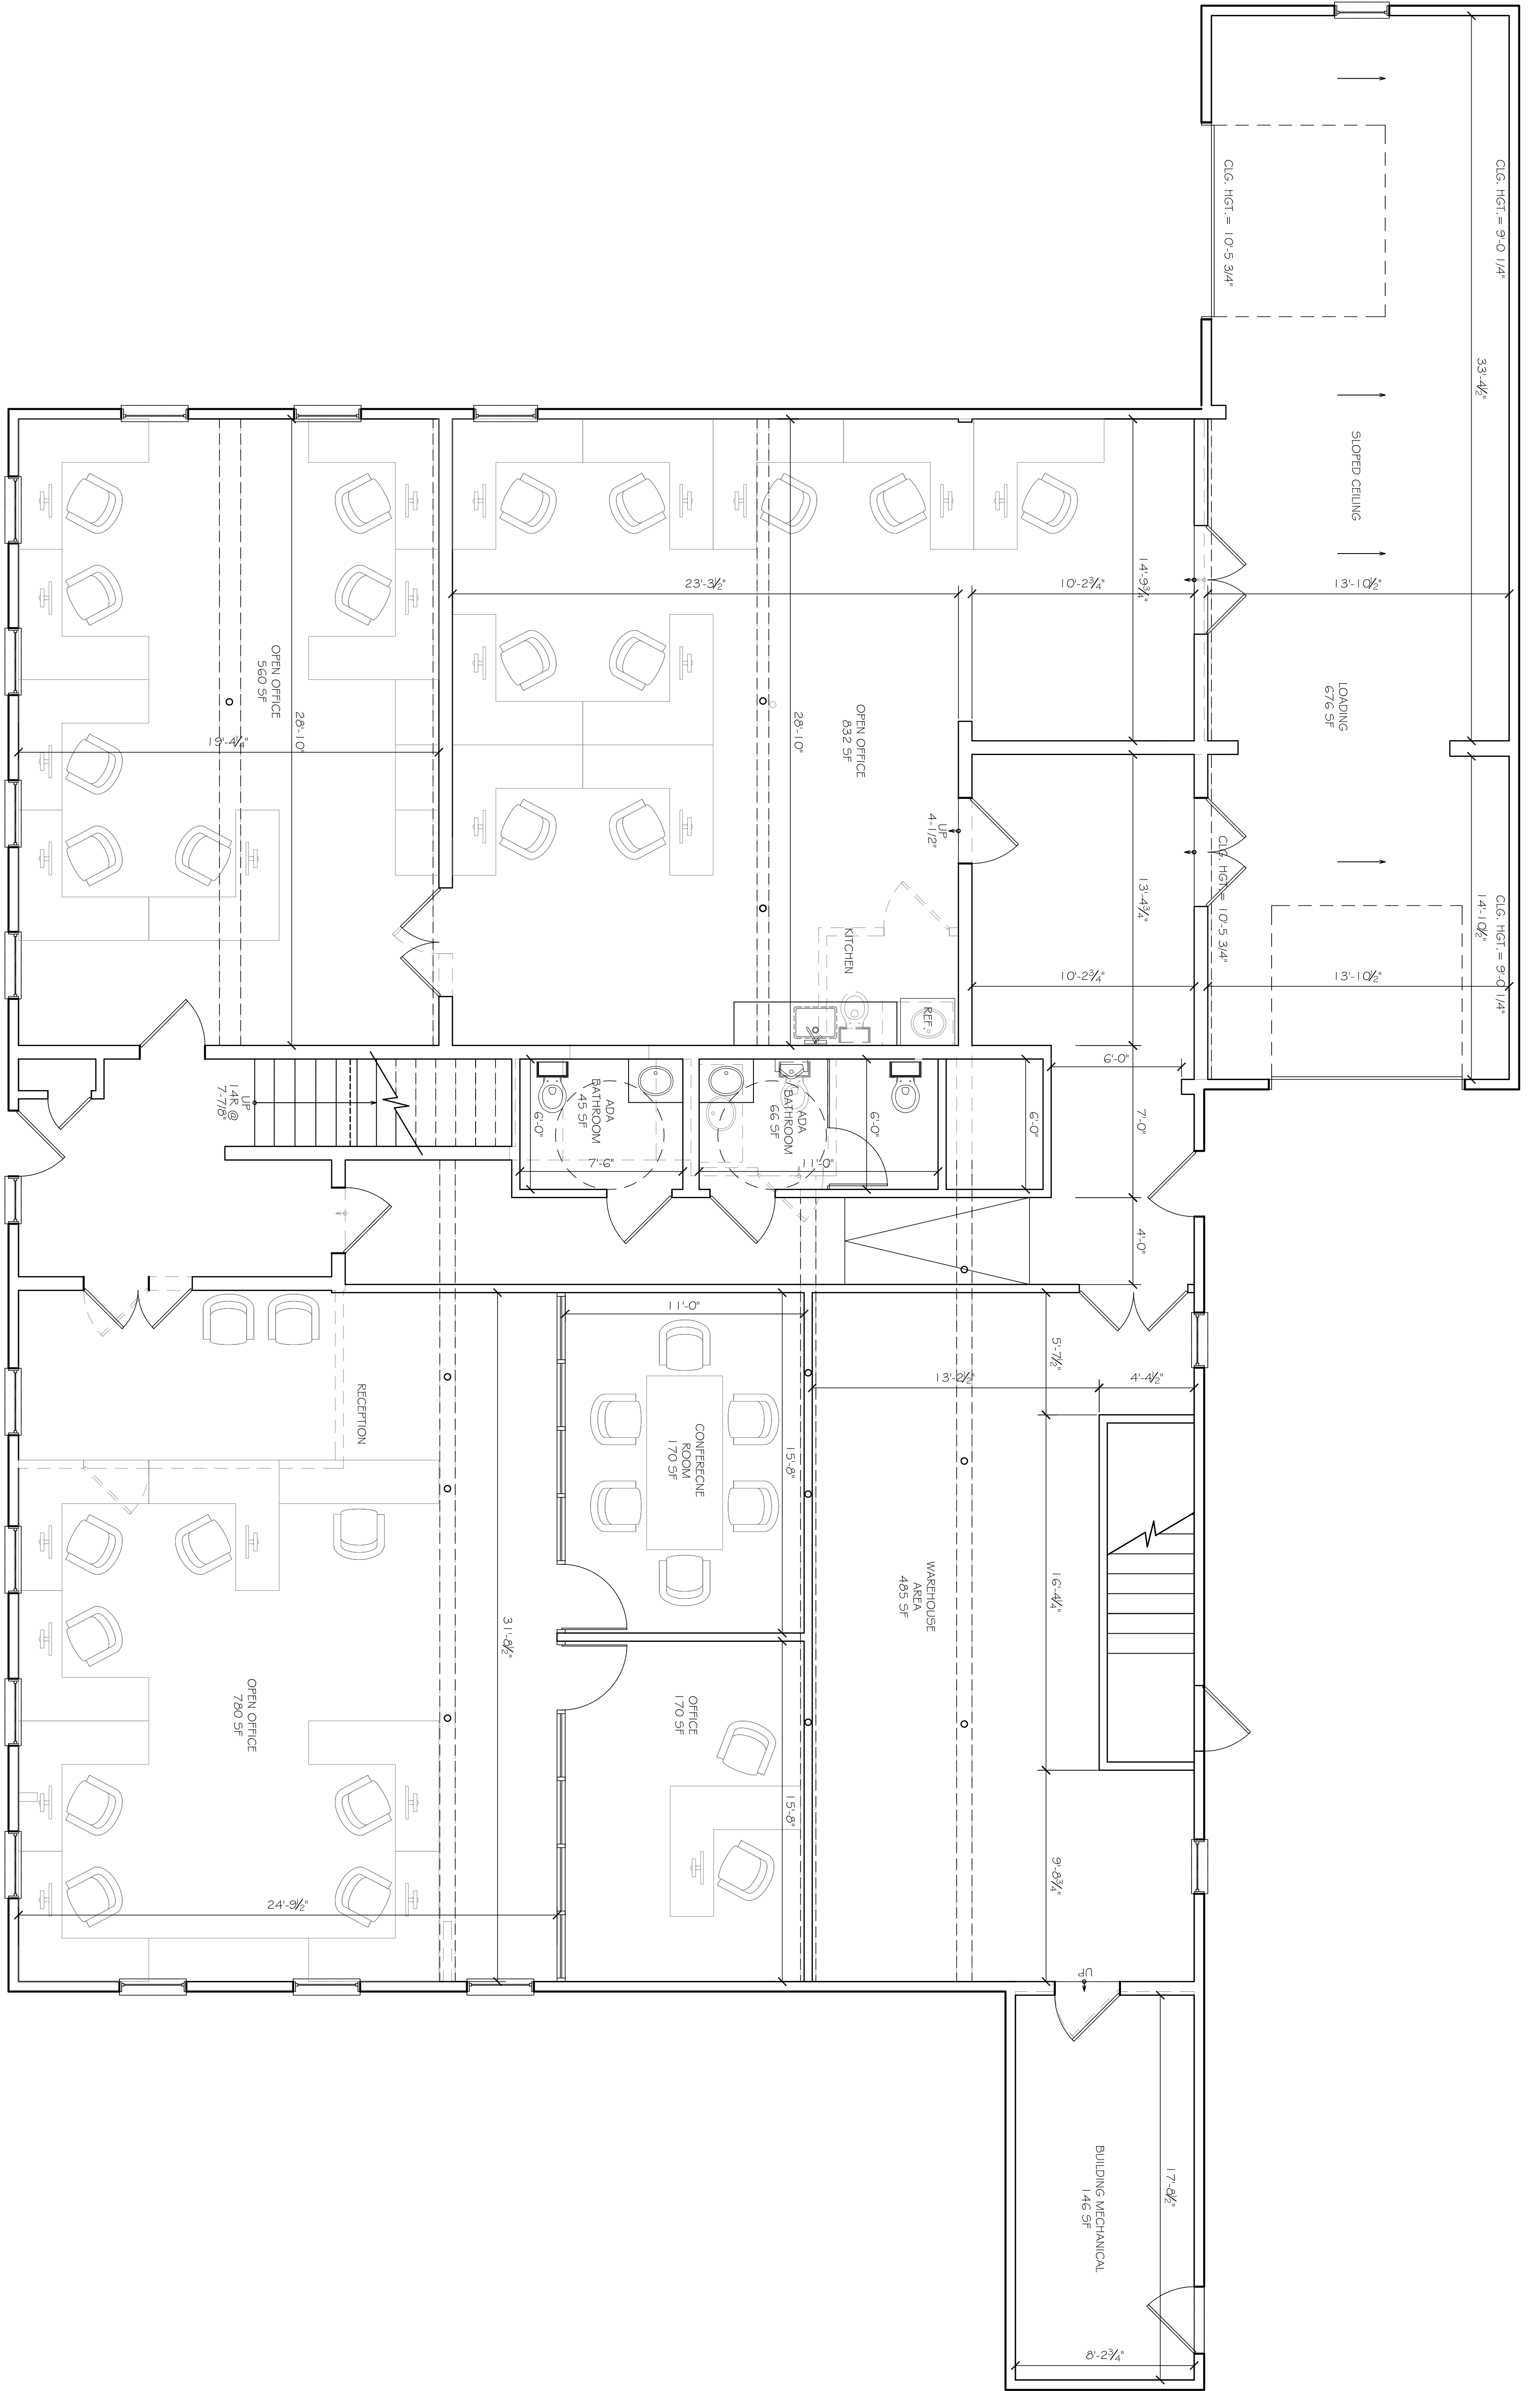 CLG. HGT.= 9'-0 1/4"
CLG. HGT.= 10'-5 3/4"
33'-4½"
SLOPED CEILING
LOADING
676 SF
13'-10½"
14'-9¾"
10'-2¾"
23'-3½"
28'-10"
OPEN OFFICE
832 SF
28'-10"
OPEN OFFICE
560 SF
19'-4¼"
UP
4-1/2"
13'-4¾"
CLG. HGT.= 10'-5 3/4"
14'-10½"
CLG. HGT.= 9'-0 1/4"
13'-10½"
10'-2¾"
KITCHEN
REF.
6'-0"
7'-0"
6'-0"
6'-0"
ADA
BATHROOM
66 SF
11'-0"
ADA
BATHROOM
45 SF
6'-0"
7'-6"
UP
14R @
7-7/8"
4'-0"
11'-0"
5'-7½"
13'-2½"
4'-4½"
RECEPTION
CONFERECNE
ROOM
170 SF
15'-8"
WAREHOUSE
AREA
485 SF
16'-4¼"
31'-8½"
OPEN OFFICE
780 SF
OFFICE
170 SF
15'-8"
9'-8¾"
24'-9½"
UP
BUILDING MECHANICAL
146 SF
17'-8½"
8'-2¾"